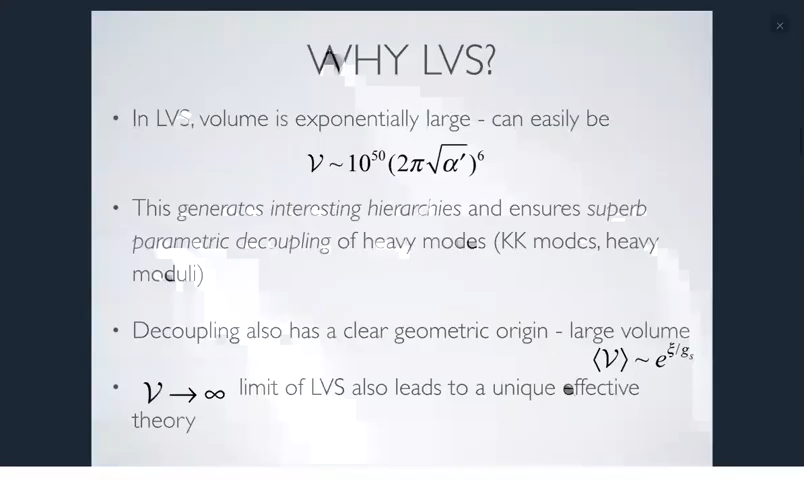 WHY LVS?
• In LVS, volume is exponentially large - can easily be
𝒱 ~ 10⁵⁰(2π√α′)⁶
• This generates interesting hierarchies and ensures superb
parametric decoupling of heavy modes (KK modes, heavy
moduli)
• Decoupling also has a clear geometric origin - large volume
⟨𝒱⟩ ~ e^{ξ/g_s}
• 𝒱 → ∞ limit of LVS also leads to a unique effective
theory